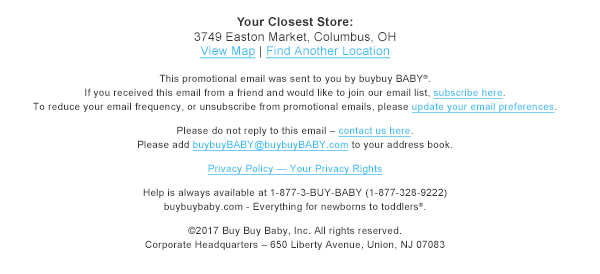 Your Closest Store:
3749 Easton Market, Columbus, OH
View Map | Find Another Location
This promotional email was sent to you by buybuy BABY®.
If you received this email from a friend and would like to join our email list, subscribe here.
To reduce your email frequency, or unsubscribe from promotional emails, please update your email preferences.
Please do not reply to this email – contact us here.
Please add buybuyBABY@buybuyBABY.com to your address book.
Privacy Policy — Your Privacy Rights
Help is always available at 1-877-3-BUY-BABY (1-877-328-9222)
buybuybaby.com - Everything for newborns to toddlers®.
©2017 Buy Buy Baby, Inc. All rights reserved.
Corporate Headquarters – 650 Liberty Avenue, Union, NJ 07083